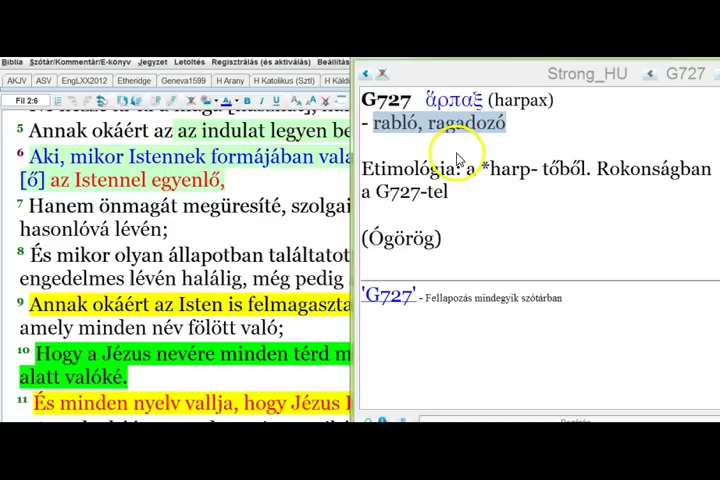 Biblia Szótár/Kommentár/E-könyv Jegyzet Letöltés Regisztrálás (és aktiválás) Beállítás
AKJV ASV EngLXX2012 Etheridge Geneva1599 H Arany H Katolikus (SztI) H Káldi
Fil 2:6
5 Annak okáért az az indulat legyen be
6 Aki, mikor Istennek formájában vala
[ő] az Istennel egyenlő,
7 Hanem önmagát megüresíté, szolgai
hasonlóvá lévén;
8 És mikor olyan állapotban találtatot
engedelmes lévén halálig, még pedig
9 Annak okáért az Isten is felmagaszta
amely minden név fölött való;
10 Hogy a Jézus nevére minden térd m
alatt valóké.
11 És minden nyelv vallja, hogy Jézus
Strong_HU G727
G727 ἅρπαξ (harpax)
- rabló, ragadozó
Etimológia: a *harp- tőből. Rokonságban
a G727-tel
(Ógörög)
'G727' - Fellapozás mindegyik szótárban